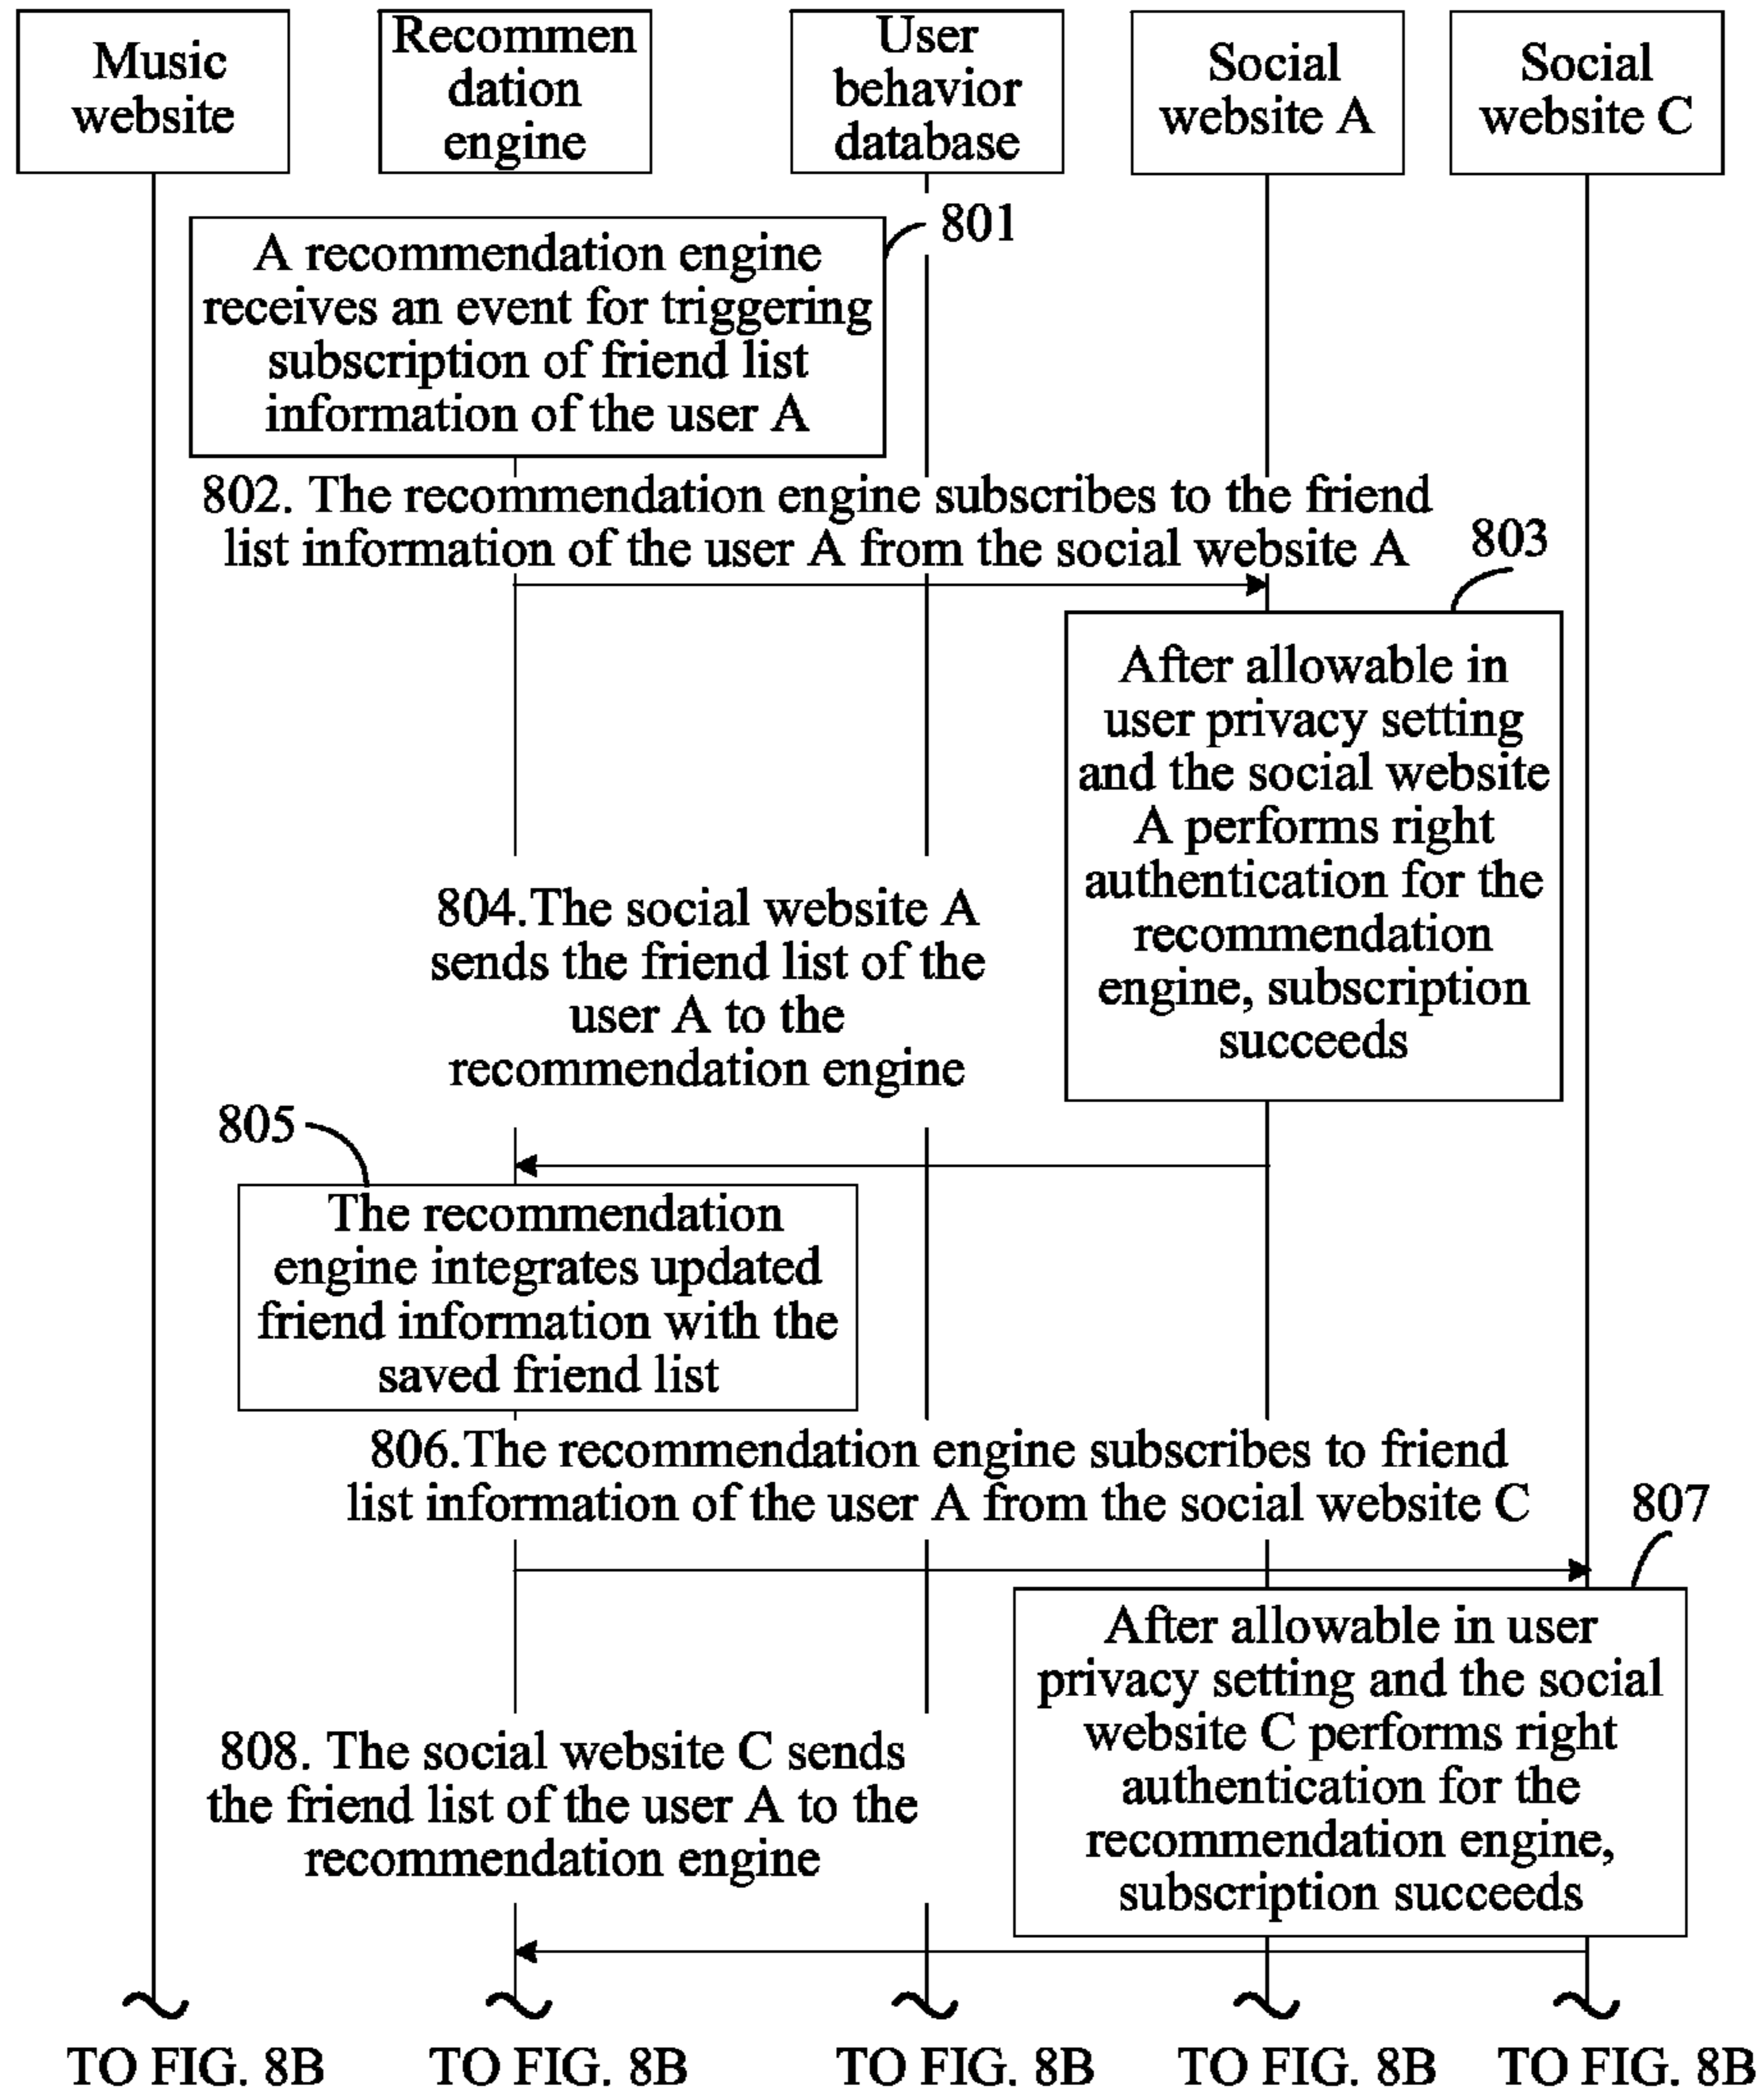 Music
website
Recommen
dation
engine
User
behavior
database
Social
website A
Social
website C
801
A recommendation engine
receives an event for triggering
subscription of friend list
information of the user A
802. The recommendation engine subscribes to the friend
list information of the user A from the social website A
803
After allowable in
user privacy setting
and the social website
A performs right
authentication for the
recommendation
engine, subscription
succeeds
804.The social website A
sends the friend list of the
user A to the
recommendation engine
805
The recommendation
engine integrates updated
friend information with the
saved friend list
806.The recommendation engine subscribes to friend
list information of the user A from the social website C
807
After allowable in user
privacy setting and the social
website C performs right
authentication for the
recommendation engine,
subscription succeeds
808. The social website C sends
the friend list of the user A to the
recommendation engine
TO FIG. 8B
TO FIG. 8B
TO FIG. 8B
TO FIG. 8B
TO FIG. 8B